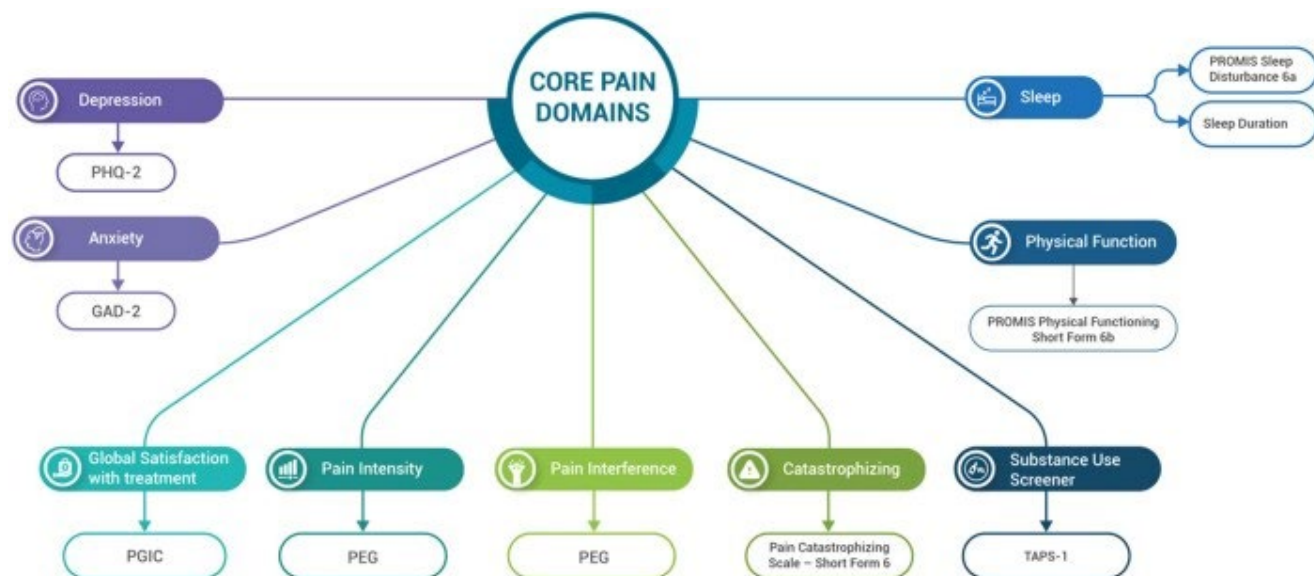 CORE PAIN
DOMAINS
Depression
PHQ-2
Anxiety
GAD-2
Sleep
PROMIS Sleep
Disturbance 6a
Sleep Duration
Physical Function
PROMIS Physical Functioning
Short Form 6b
Global Satisfaction
with treatment
PGIC
Pain Intensity
PEG
Pain Interference
PEG
Catastrophizing
Pain Catastrophizing
Scale – Short Form 6
Substance Use
Screener
TAPS-1